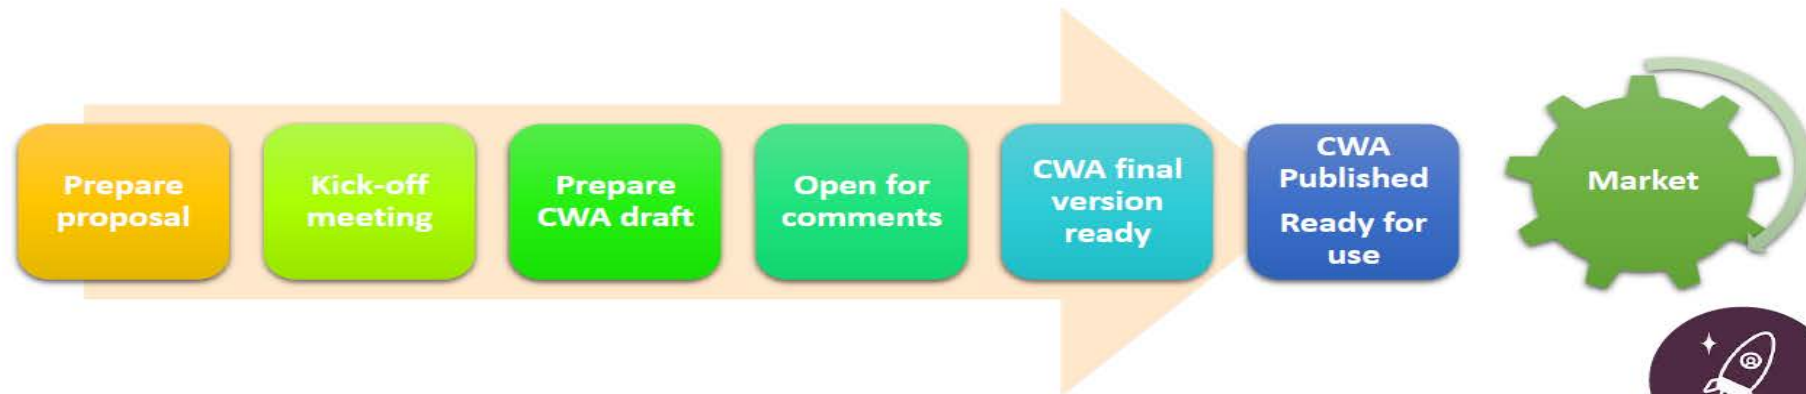 Prepare
proposal
Kick-off
meeting
Prepare
CWA draft
Open for
comments
CWA final
version
ready
CWA
Published
Ready for
use
Market